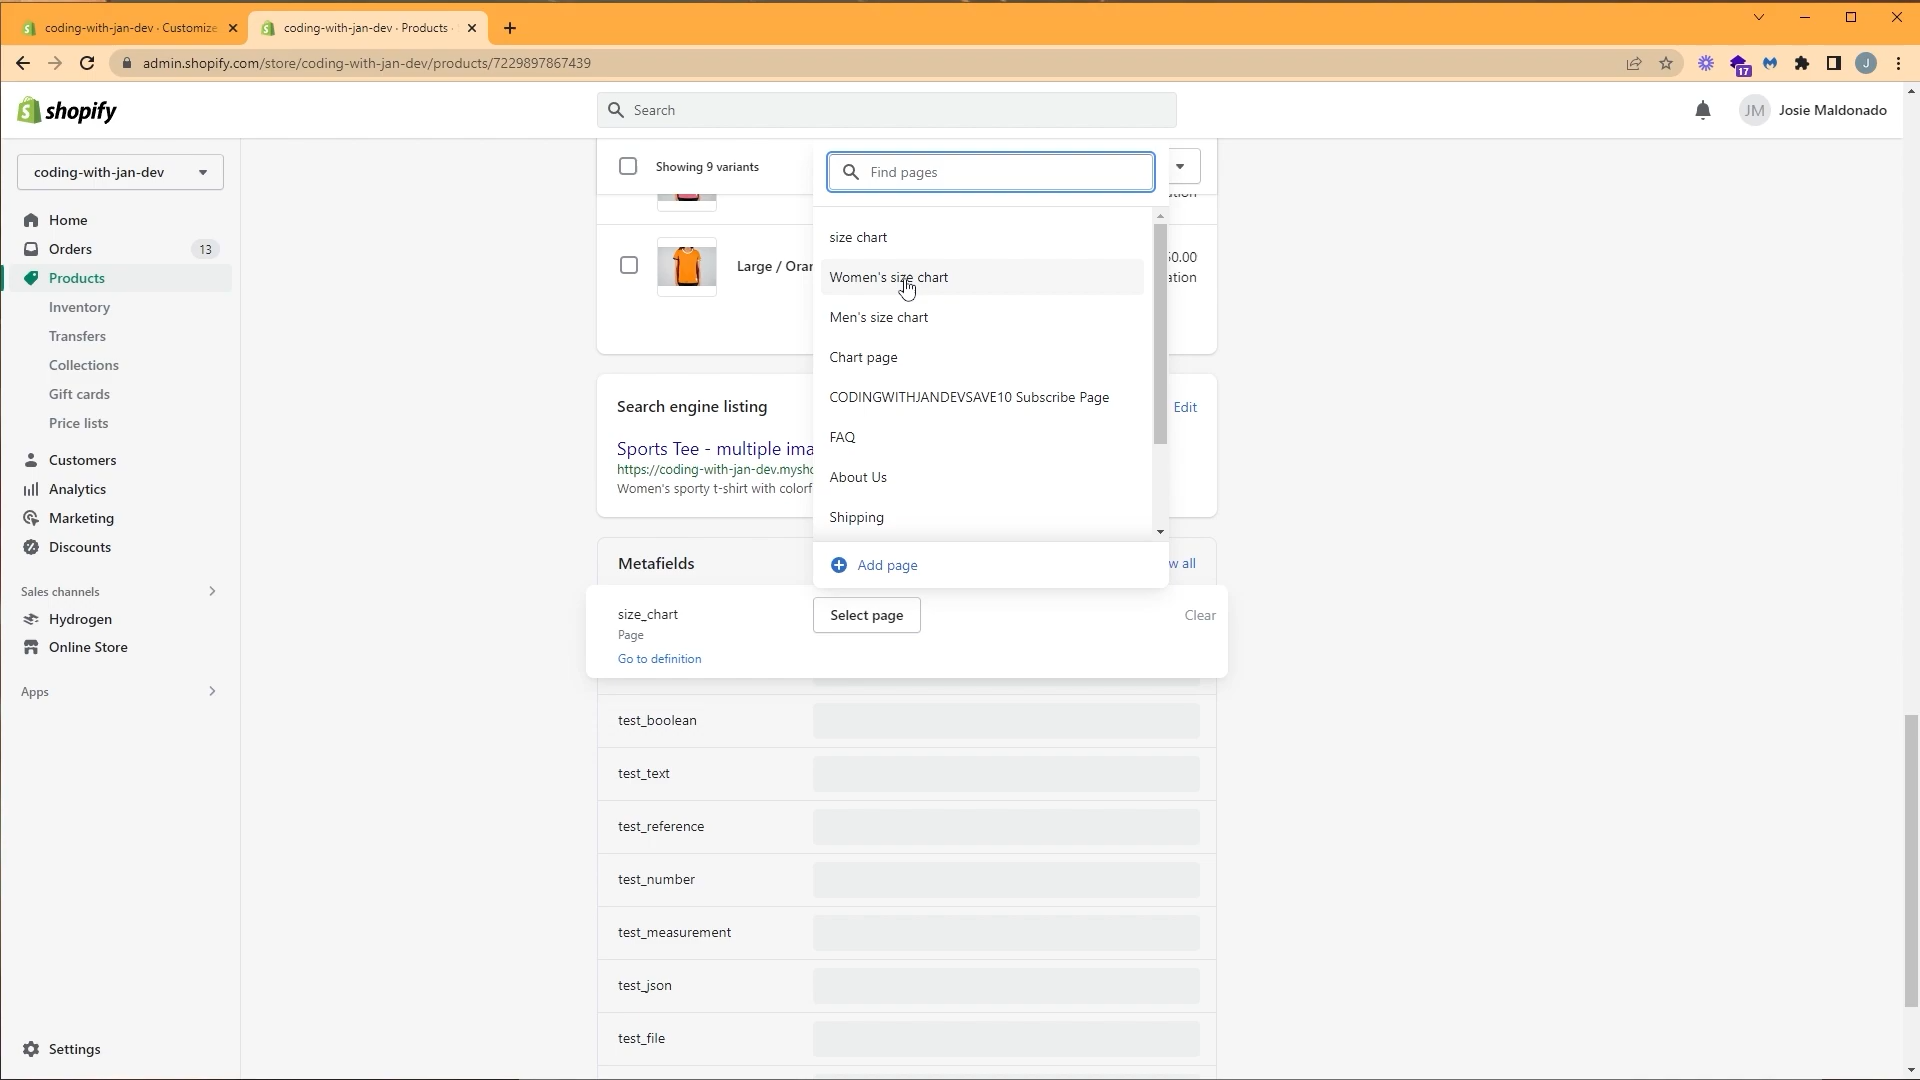 coding-with-jan-dev · Customize
coding-with-jan-dev · Products ·
admin.shopify.com/store/coding-with-jan-dev/products/7229897867439
17
J
shopify
Search
JM
Josie Maldonado
coding-with-jan-dev
Home
Orders
13
Products
Inventory
Transfers
Collections
Gift cards
Price lists
Customers
Analytics
Marketing
Discounts
Sales channels
Hydrogen
Online Store
Apps
Settings
Showing 9 variants
Large / Oran
Find pages
size chart
Women's size chart
Men's size chart
Chart page
CODINGWITHJANDEVSAVE10 Subscribe Page
FAQ
About Us
Shipping
Add page
Search engine listing
Edit
Sports Tee - multiple ima
https://coding-with-jan-dev.mysho
Women's sporty t-shirt with colorf
Metafields
size_chart
Page
Go to definition
Select page
Clear
test_boolean
test_text
test_reference
test_number
test_measurement
test_json
test_file